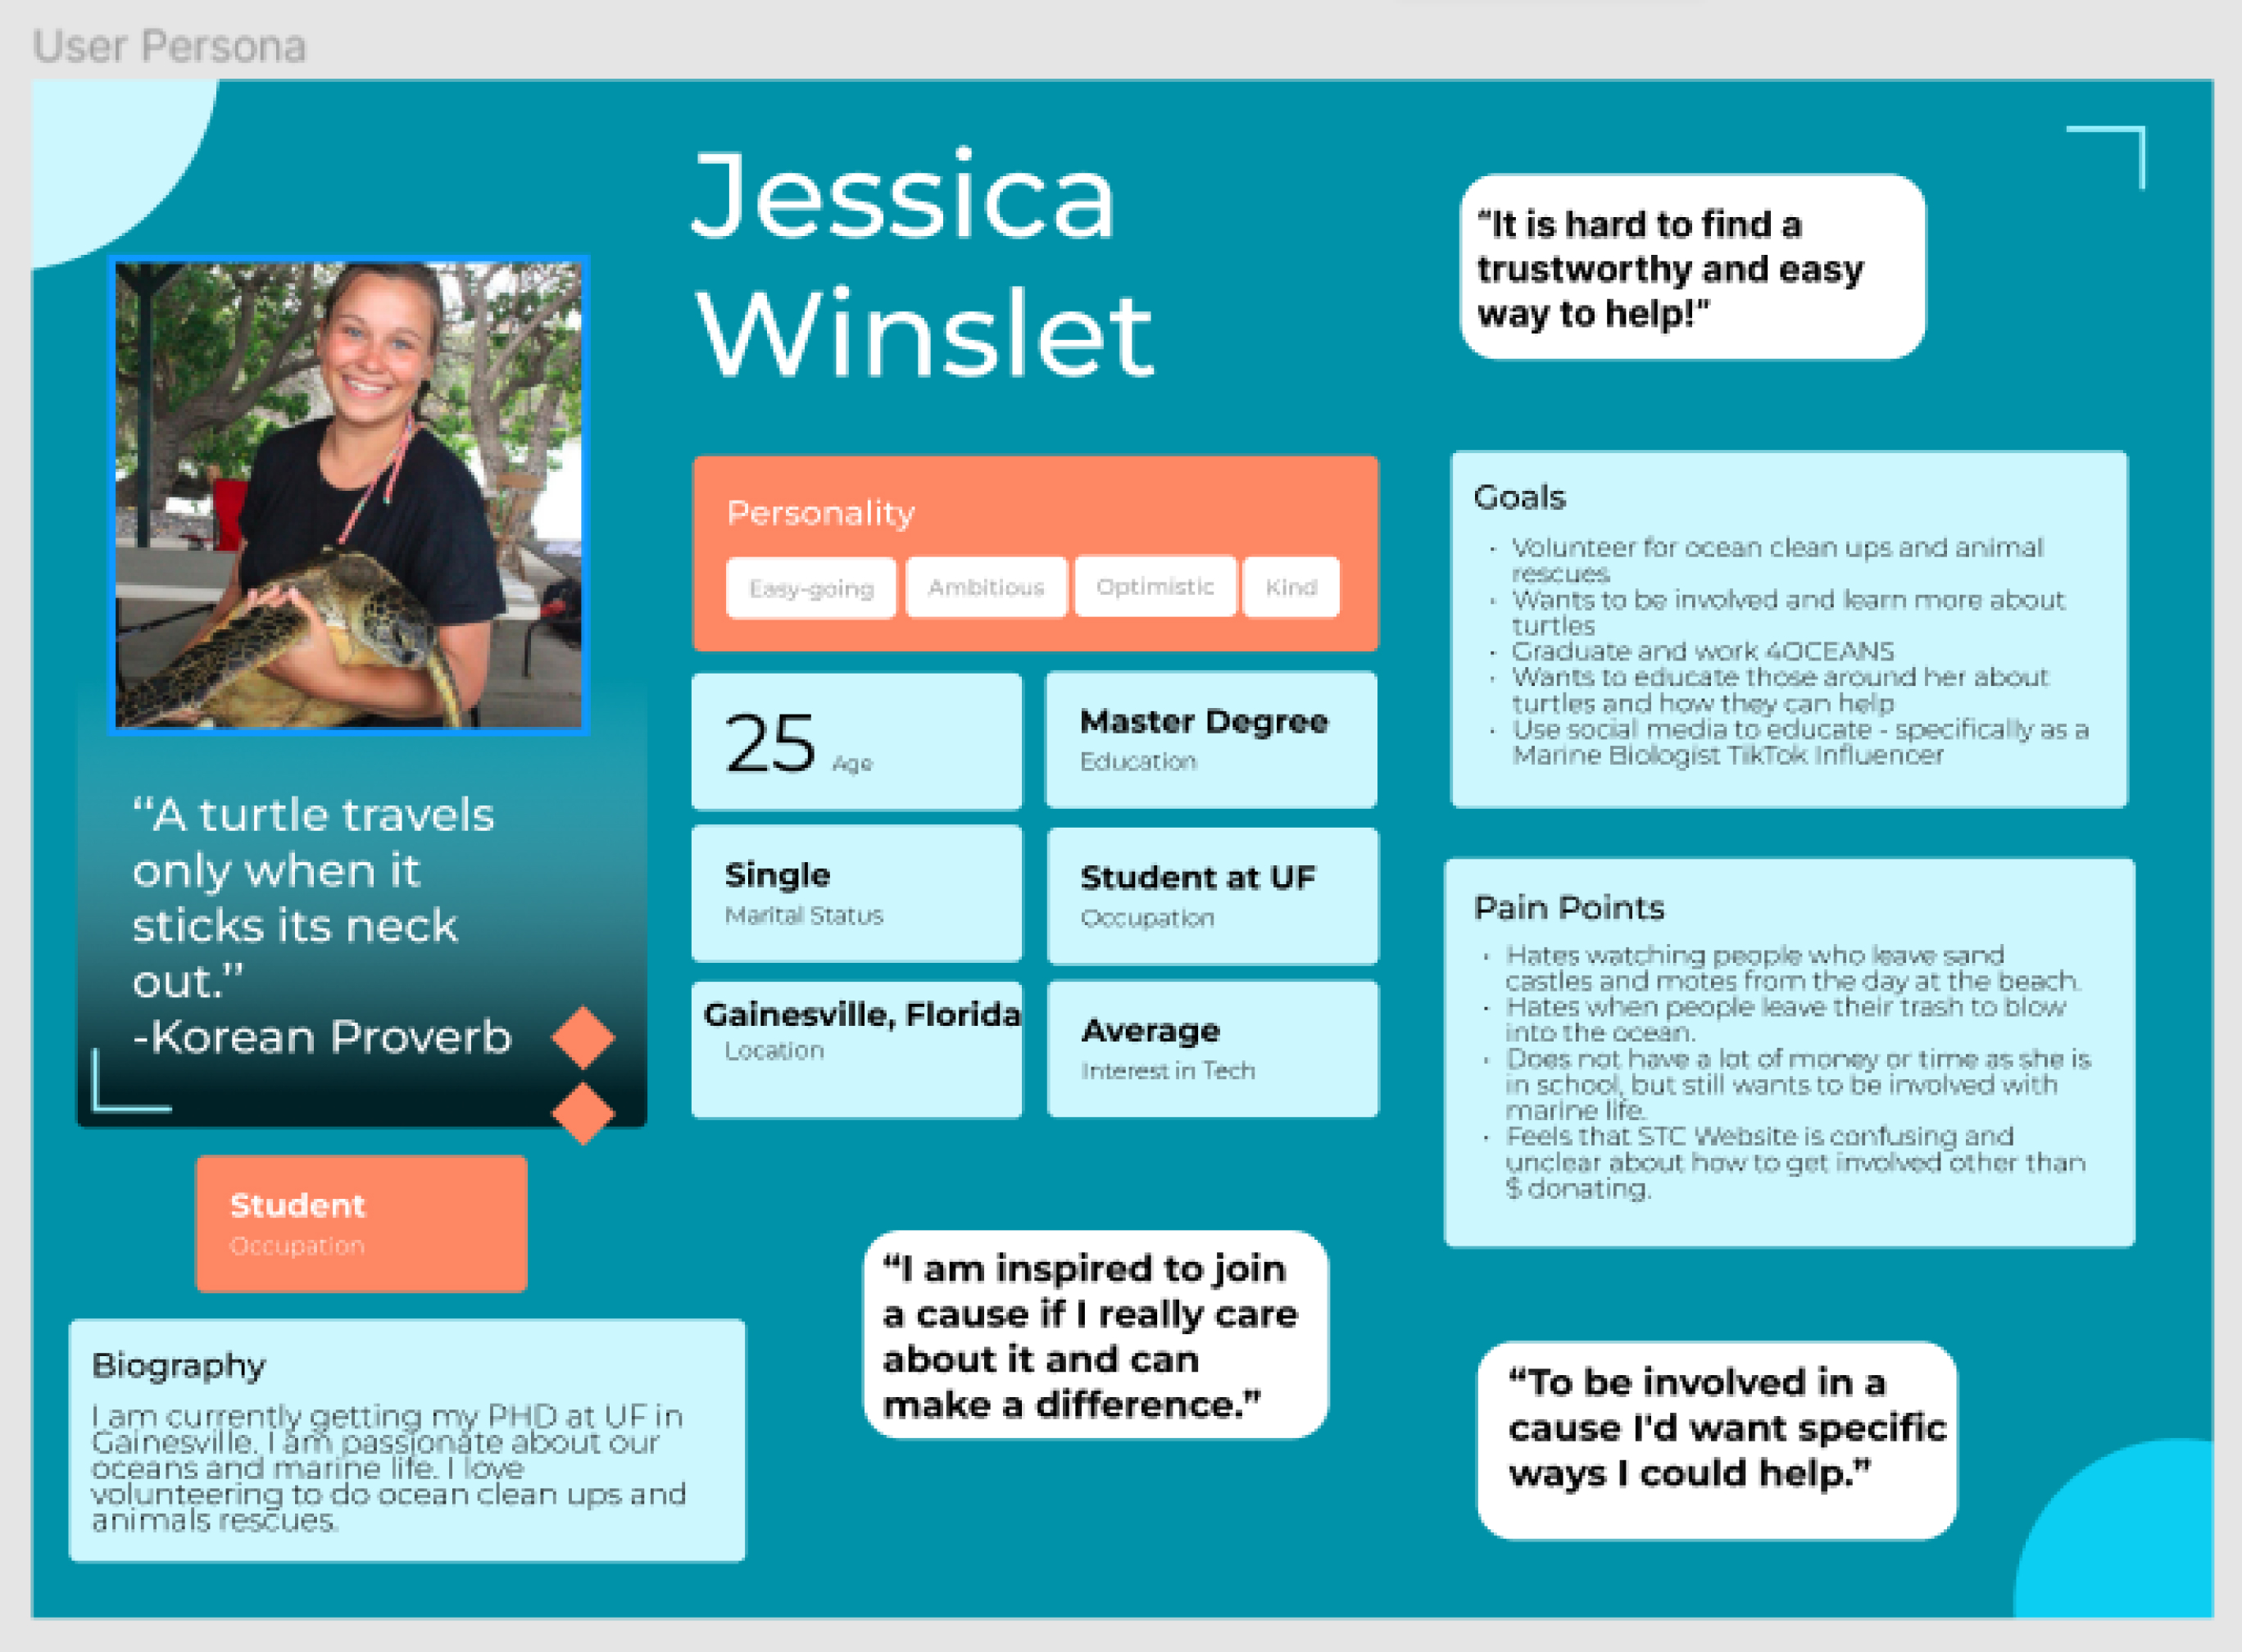 User Persona
Jessica
Winslet
“It is hard to find a
trustworthy and easy
way to help!”
“A turtle travels
only when it
sticks its neck
out.”
-Korean Proverb
Student
Occupation
Biography
I am currently getting my PHD at UF in
Gainesville. I am passionate about our
oceans and marine life. I love
volunteering to do ocean clean ups and
animals rescues.
Personality
Easy-going
Ambitious
Optimistic
Kind
25 Age
Master Degree
Education
Single
Marital Status
Student at UF
Occupation
Gainesville, Florida
Location
Average
Interest in Tech
“I am inspired to join
a cause if I really care
about it and can
make a difference.”
Goals
· Volunteer for ocean clean ups and animal
rescues
· Wants to be involved and learn more about
turtles
· Graduate and work 4OCEANS
· Wants to educate those around her about
turtles and how they can help
· Use social media to educate - specifically as a
Marine Biologist TikTok Influencer
Pain Points
· Hates watching people who leave sand
castles and motes from the day at the beach.
· Hates when people leave their trash to blow
into the ocean.
· Does not have a lot of money or time as she is
in school, but still wants to be involved with
marine life.
· Feels that STC Website is confusing and
unclear about how to get involved other than
$ donating.
“To be involved in a
cause I'd want specific
ways I could help.”